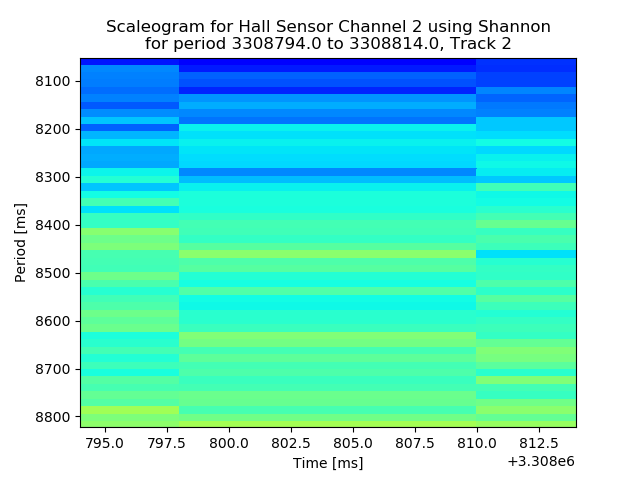 Scaleogram for Hall Sensor Channel 2 using Shannon
for period 3308794.0 to 3308814.0, Track 2
8100
8200
8300
8400
8500
8600
8700
8800
Period [ms]
795.0 797.5 800.0 802.5 805.0 807.5 810.0 812.5
Time [ms]
+3.308e6